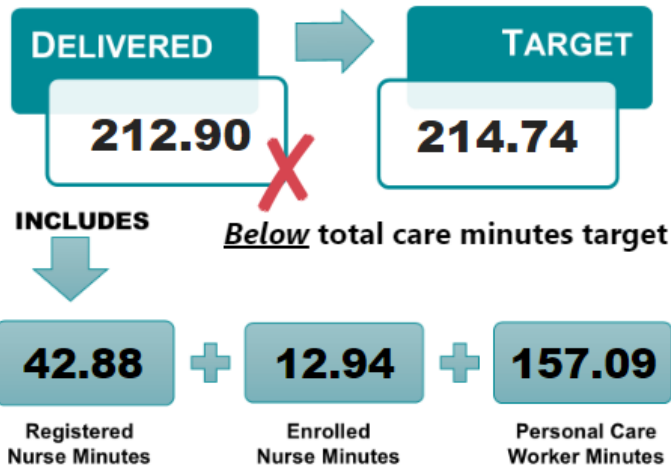 DELIVERED
TARGET
212.90
214.74
INCLUDES
Below total care minutes target
42.88 + 12.94 + 157.09
Registered
Nurse Minutes
Enrolled
Nurse Minutes
Personal Care
Worker Minutes